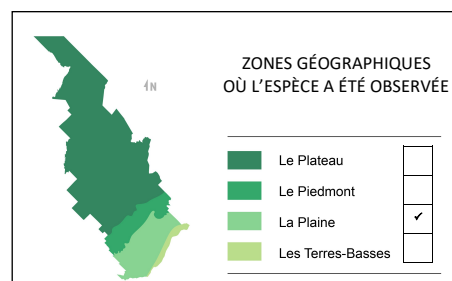 ZONES GÉOGRAPHIQUES
OÙ L'ESPÈCE A ÉTÉ OBSERVÉE
N
Le Plateau
Le Piedmont
La Plaine ✓
Les Terres-Basses